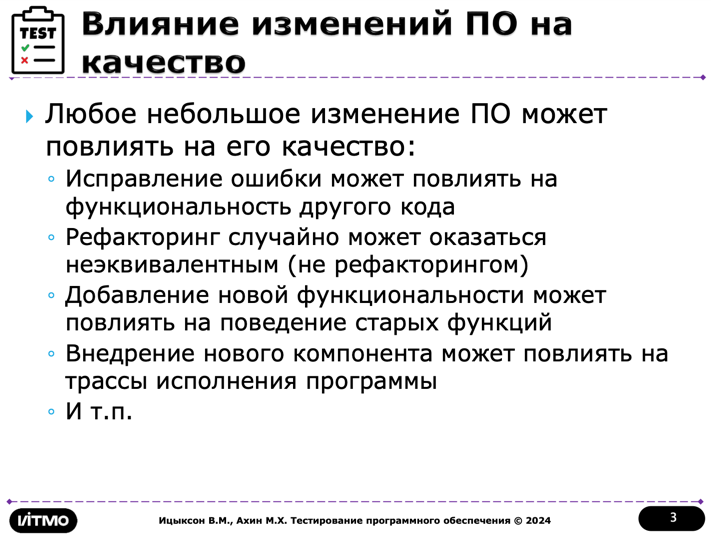 TEST
Влияние изменений ПО на
качество
Любое небольшое изменение ПО может
повлиять на его качество:
Исправление ошибки может повлиять на
функциональность другого кода
Рефакторинг случайно может оказаться
неэквивалентным (не рефакторингом)
Добавление новой функциональности может
повлиять на поведение старых функций
Внедрение нового компонента может повлиять на
трассы исполнения программы
И т.п.
ИТМО
Ицыксон В.М., Ахин М.Х. Тестирование программного обеспечения © 2024
3